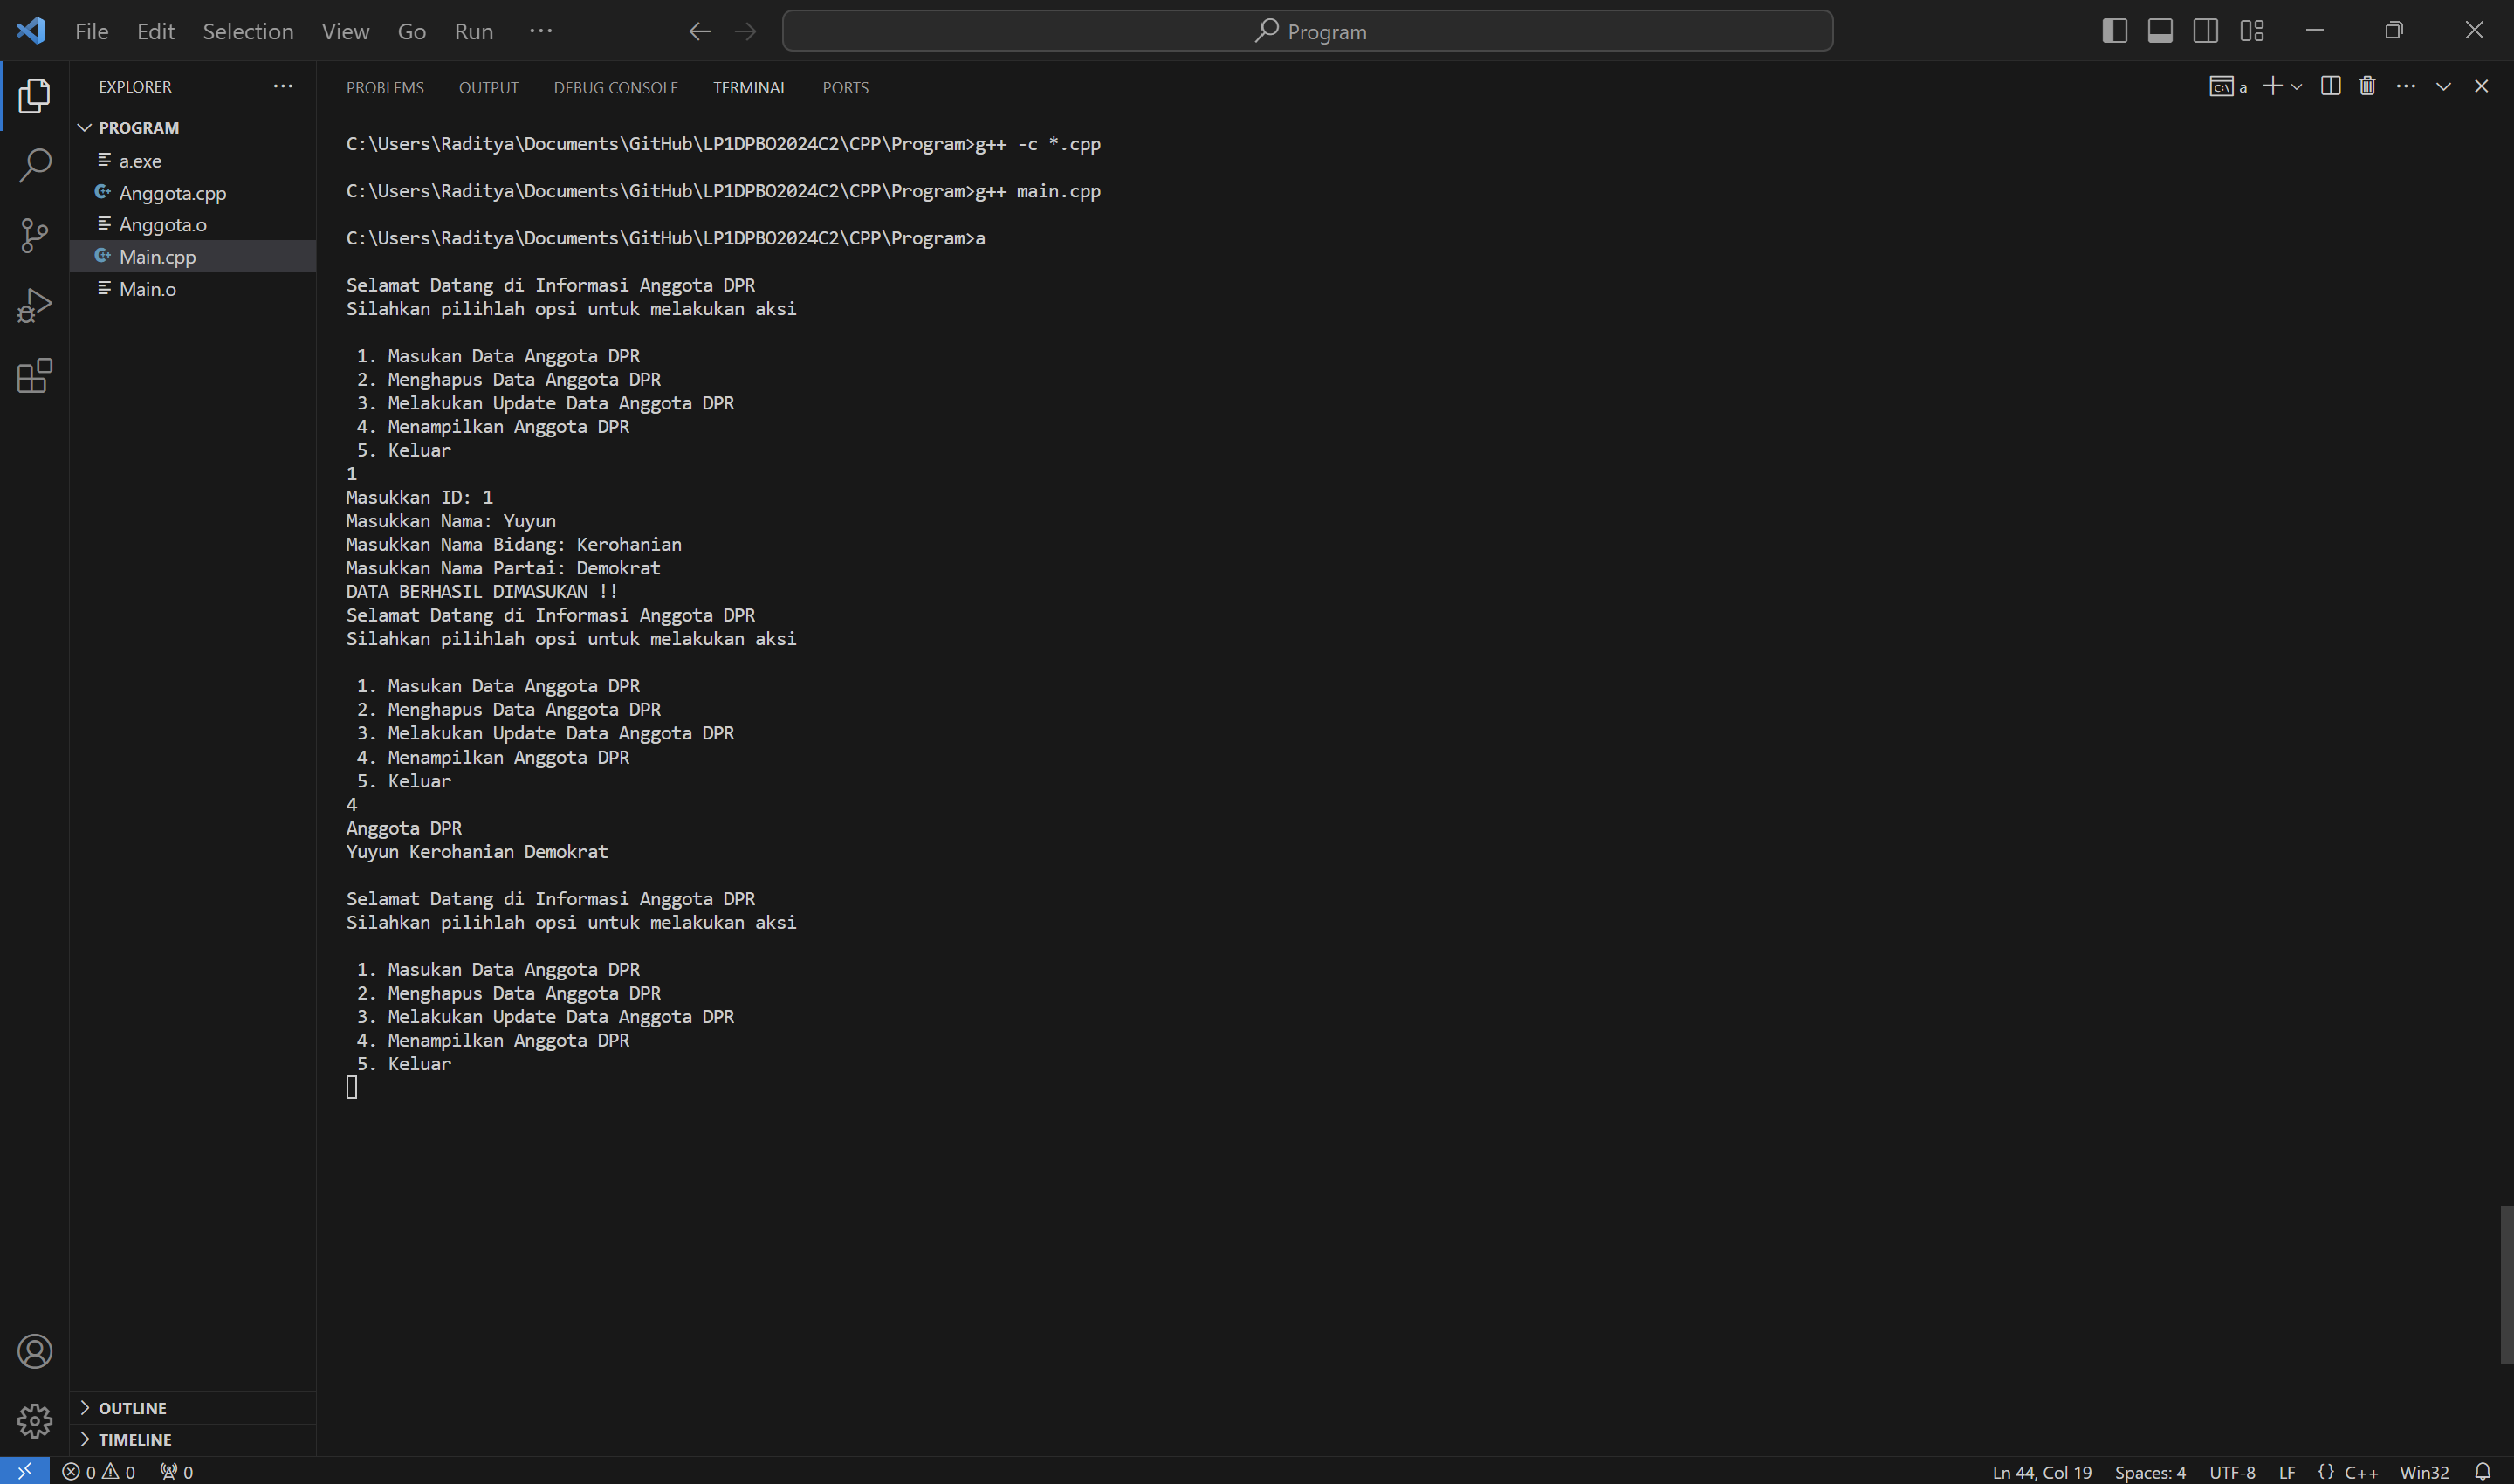 File Edit Selection View Go Run ··· Program
EXPLORER ···
PROGRAM
a.exe
Anggota.cpp
Anggota.o
Main.cpp
Main.o
OUTLINE
TIMELINE
PROBLEMS OUTPUT DEBUG CONSOLE TERMINAL PORTS a
C:\Users\Raditya\Documents\GitHub\LP1DPBO2024C2\CPP\Program>g++ -c *.cpp
C:\Users\Raditya\Documents\GitHub\LP1DPBO2024C2\CPP\Program>g++ main.cpp
C:\Users\Raditya\Documents\GitHub\LP1DPBO2024C2\CPP\Program>a
Selamat Datang di Informasi Anggota DPR
Silahkan pilihlah opsi untuk melakukan aksi
1. Masukan Data Anggota DPR
2. Menghapus Data Anggota DPR
3. Melakukan Update Data Anggota DPR
4. Menampilkan Anggota DPR
5. Keluar
1
Masukkan ID: 1
Masukkan Nama: Yuyun
Masukkan Nama Bidang: Kerohanian
Masukkan Nama Partai: Demokrat
DATA BERHASIL DIMASUKAN !!
Selamat Datang di Informasi Anggota DPR
Silahkan pilihlah opsi untuk melakukan aksi
1. Masukan Data Anggota DPR
2. Menghapus Data Anggota DPR
3. Melakukan Update Data Anggota DPR
4. Menampilkan Anggota DPR
5. Keluar
4
Anggota DPR
Yuyun Kerohanian Demokrat
Selamat Datang di Informasi Anggota DPR
Silahkan pilihlah opsi untuk melakukan aksi
1. Masukan Data Anggota DPR
2. Menghapus Data Anggota DPR
3. Melakukan Update Data Anggota DPR
4. Menampilkan Anggota DPR
5. Keluar
0 0 0 Ln 44, Col 19 Spaces: 4 UTF-8 LF {} C++ Win32